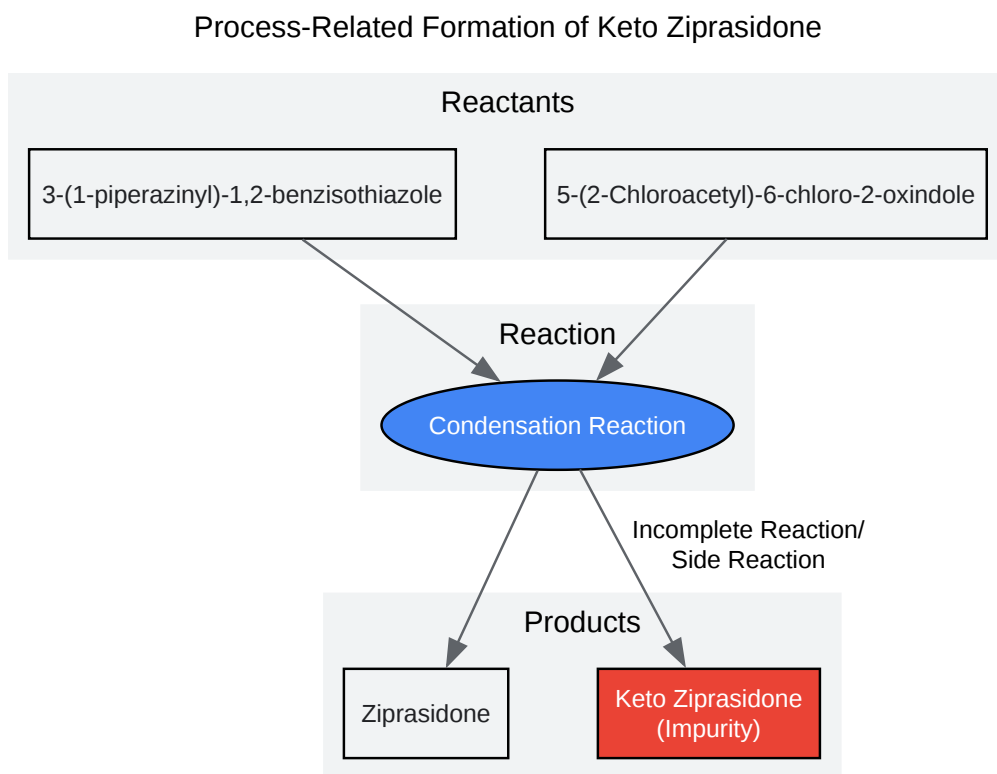 Process-Related Formation of Keto Ziprasidone
Reactants
3-(1-piperazinyl)-1,2-benzisothiazole
5-(2-Chloroacetyl)-6-chloro-2-oxindole
Reaction
Condensation Reaction
Incomplete Reaction/
Side Reaction
Products
Ziprasidone
Keto Ziprasidone
(Impurity)